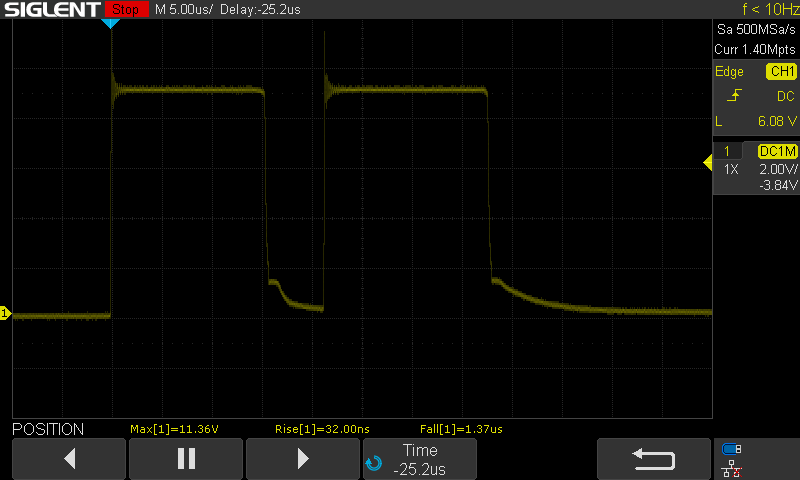 SIGLENT Stop M 5.00us/ Delay:-25.2us f < 10Hz
Sa 500MSa/s
Curr 1.40Mpts
Edge CH1
DC
L 6.08 V
1 DC1M
1X 2.00V/
-3.84V
1
POSITION Max[1]=11.36V Rise[1]=32.00ns Fall[1]=1.37us
Time
-25.2us